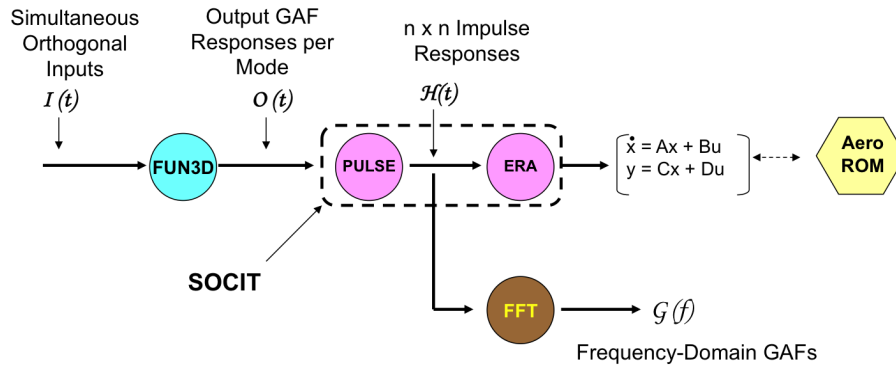 Simultaneous
Orthogonal
Inputs
I (t)
Output GAF
Responses per
Mode
O (t)
n x n Impulse
Responses
H(t)
FUN3D
PULSE
ERA
ẋ = Ax + Bu
y = Cx + Du
Aero
ROM
SOCIT
FFT
G (f)
Frequency-Domain GAFs